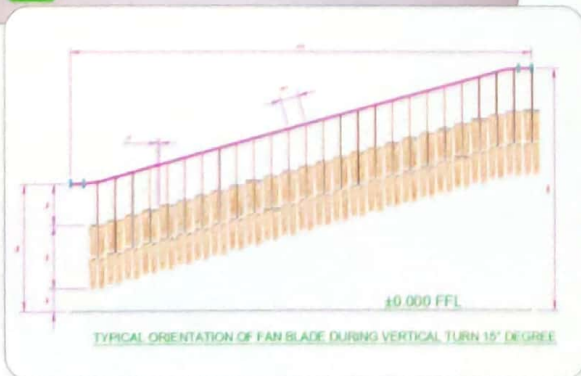 ±0.000 FFL
TYPICAL ORIENTATION OF FAN BLADE DURING VERTICAL TURN 15° DEGREE